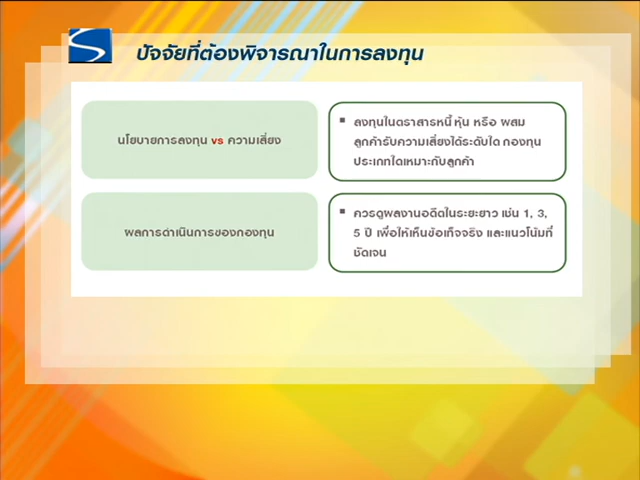 ปัจจัยที่ต้องพิจารณาในการลงทุน
นโยบายการลงทุน vs ความเสี่ยง
▪ ลงทุนในตราสารหนี้ หุ้น หรือ ผสม
ลูกค้ารับความเสี่ยงได้ระดับใด กองทุน
ประเภทใดเหมาะกับลูกค้า
ผลการดำเนินการของกองทุน
▪ ควรดูผลงานอดีตในระยะยาว เช่น 1, 3,
5 ปี เพื่อให้เห็นข้อเท็จจริง และแนวโน้มที่
ชัดเจน